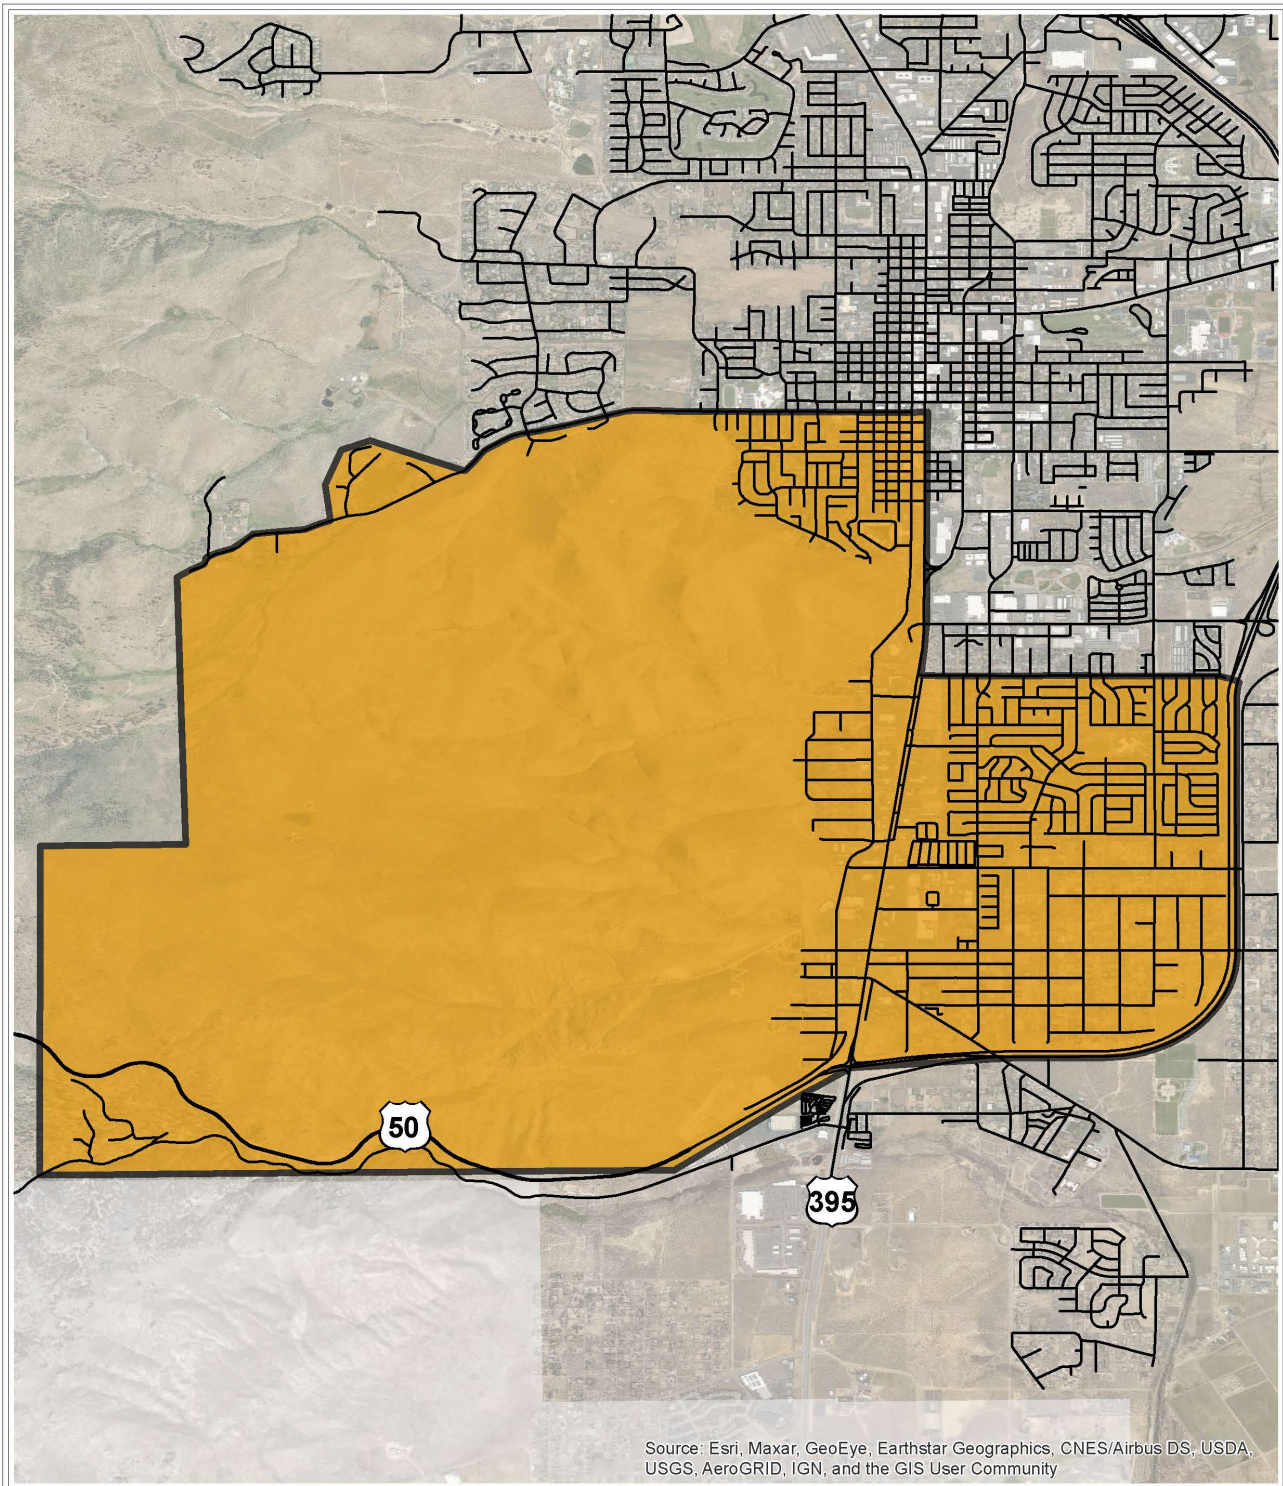 50
395
Source: Esri, Maxar, GeoEye, Earthstar Geographics, CNES/Airbus DS, USDA,
USGS, AeroGRID, IGN, and the GIS User Community